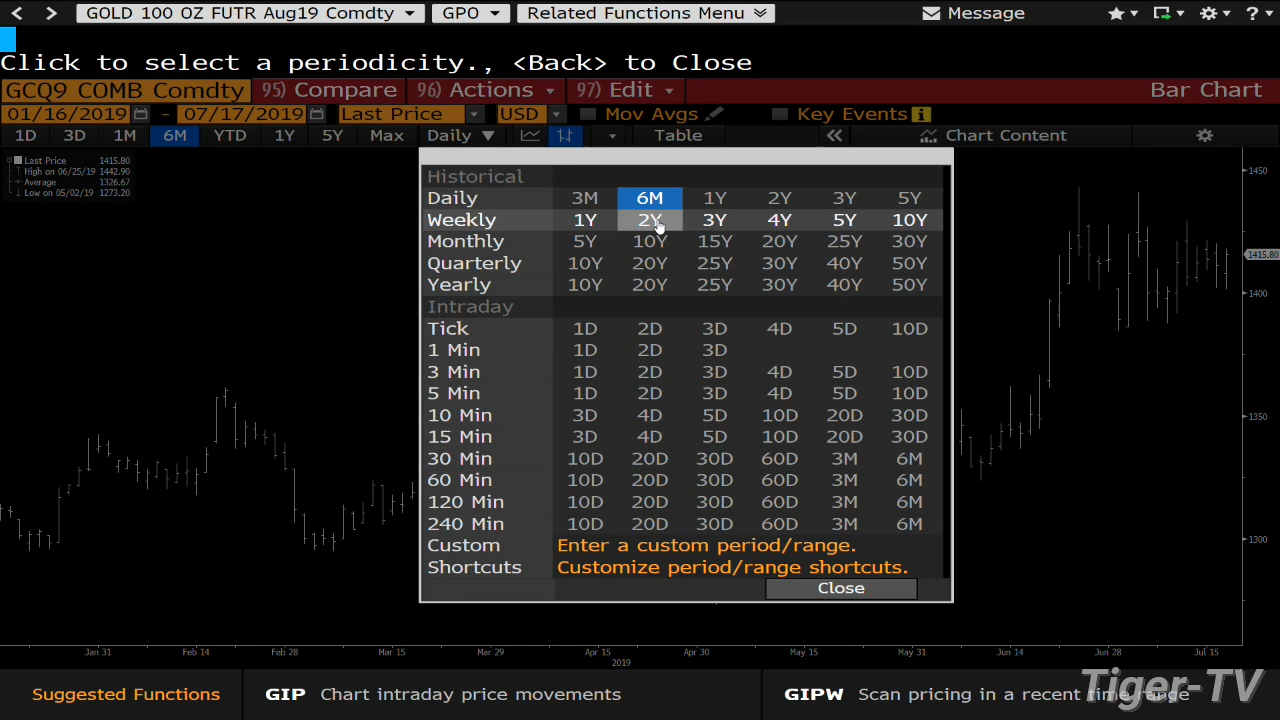 GOLD 100 OZ FUTR Aug19 Comdty GPO Related Functions Menu Message ?
Click to select a periodicity., <Back> to Close
GCQ9 COMB Comdty 95) Compare 96) Actions 97) Edit Bar Chart
01/16/2019 - 07/17/2019 Last Price USD Mov Avgs Key Events i
1D 3D 1M 6M YTD 1Y 5Y Max Daily Table Chart Content
Last Price 1415.80
High on 06/25/19 1442.90
Average 1326.67
Low on 05/02/19 1273.20
Historical
Daily 3M 6M 1Y 2Y 3Y 5Y
Weekly 1Y 2Y 3Y 4Y 5Y 10Y
Monthly 5Y 10Y 15Y 20Y 25Y 30Y
Quarterly 10Y 20Y 25Y 30Y 40Y 50Y
Yearly 10Y 20Y 25Y 30Y 40Y 50Y
Intraday
Tick 1D 2D 3D 4D 5D 10D
1 Min 1D 2D 3D
3 Min 1D 2D 3D 4D 5D 10D
5 Min 1D 2D 3D 4D 5D 10D
10 Min 3D 4D 5D 10D 20D 30D
15 Min 3D 4D 5D 10D 20D 30D
30 Min 10D 20D 30D 60D 3M 6M
60 Min 10D 20D 30D 60D 3M 6M
120 Min 10D 20D 30D 60D 3M 6M
240 Min 10D 20D 30D 60D 3M 6M
Custom Enter a custom period/range.
Shortcuts Customize period/range shortcuts.
Close
1450
1415.80
1400
1350
1300
Jan 31 Feb 14 Feb 28 Mar 15 Mar 29 Apr 15 Apr 30 May 15 May 31 Jun 14 Jun 28 Jul 15
2019
Suggested Functions GIP Chart intraday price movements GIPW Scan pricing in a recent time range
Tiger-TV